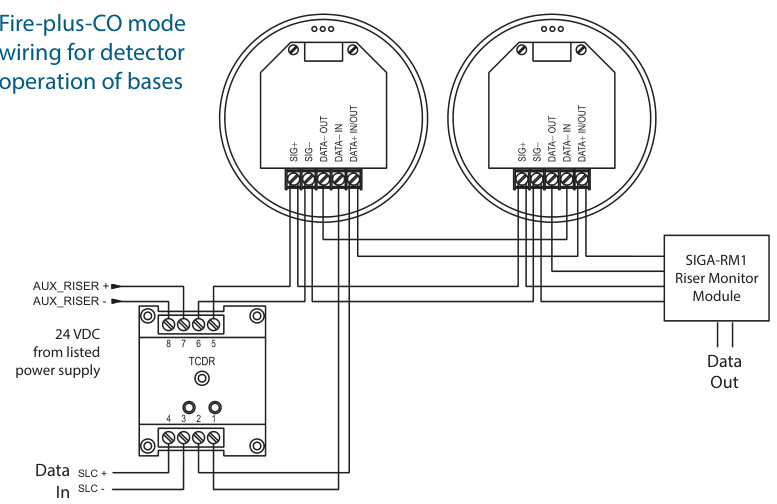 Fire-plus-CO mode
wiring for detector
operation of bases
SIG+
SIG–
DATA– OUT
DATA– IN
DATA+ IN/OUT
SIG+
SIG–
DATA– OUT
DATA– IN
DATA+ IN/OUT
SIGA-RM1
Riser Monitor
Module
Data
Out
AUX_RISER +
AUX_RISER -
24 VDC
from listed
power supply
8 7 6 5
TCDR
4 3 2 1
Data SLC +
In SLC -